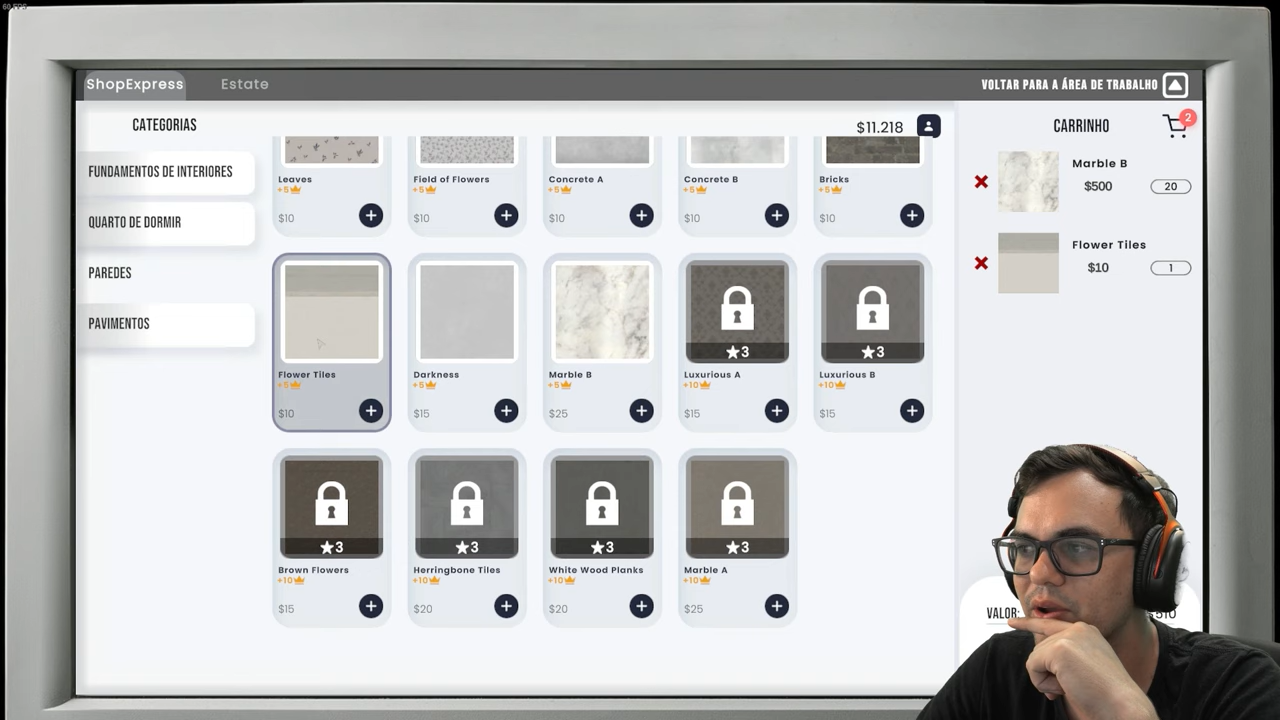 60 FPS
ShopExpress
Estate
VOLTAR PARA A ÁREA DE TRABALHO
CATEGORIAS
$11.218
CARRINHO
2
FUNDAMENTOS DE INTERIORES
QUARTO DE DORMIR
PAREDES
PAVIMENTOS
Leaves
+5
$10
Field of Flowers
+5
$10
Concrete A
+5
$10
Concrete B
+5
$10
Bricks
+5
$10
Flower Tiles
+5
$10
Darkness
+5
$15
Marble B
+5
$25
3
Luxurious A
+10
$15
3
Luxurious B
+10
$15
3
Brown Flowers
+10
$15
3
Herringbone Tiles
+10
$20
3
White Wood Planks
+10
$20
3
Marble A
+10
$25
Marble B
$500
20
Flower Tiles
$10
1
VALOR:
$510